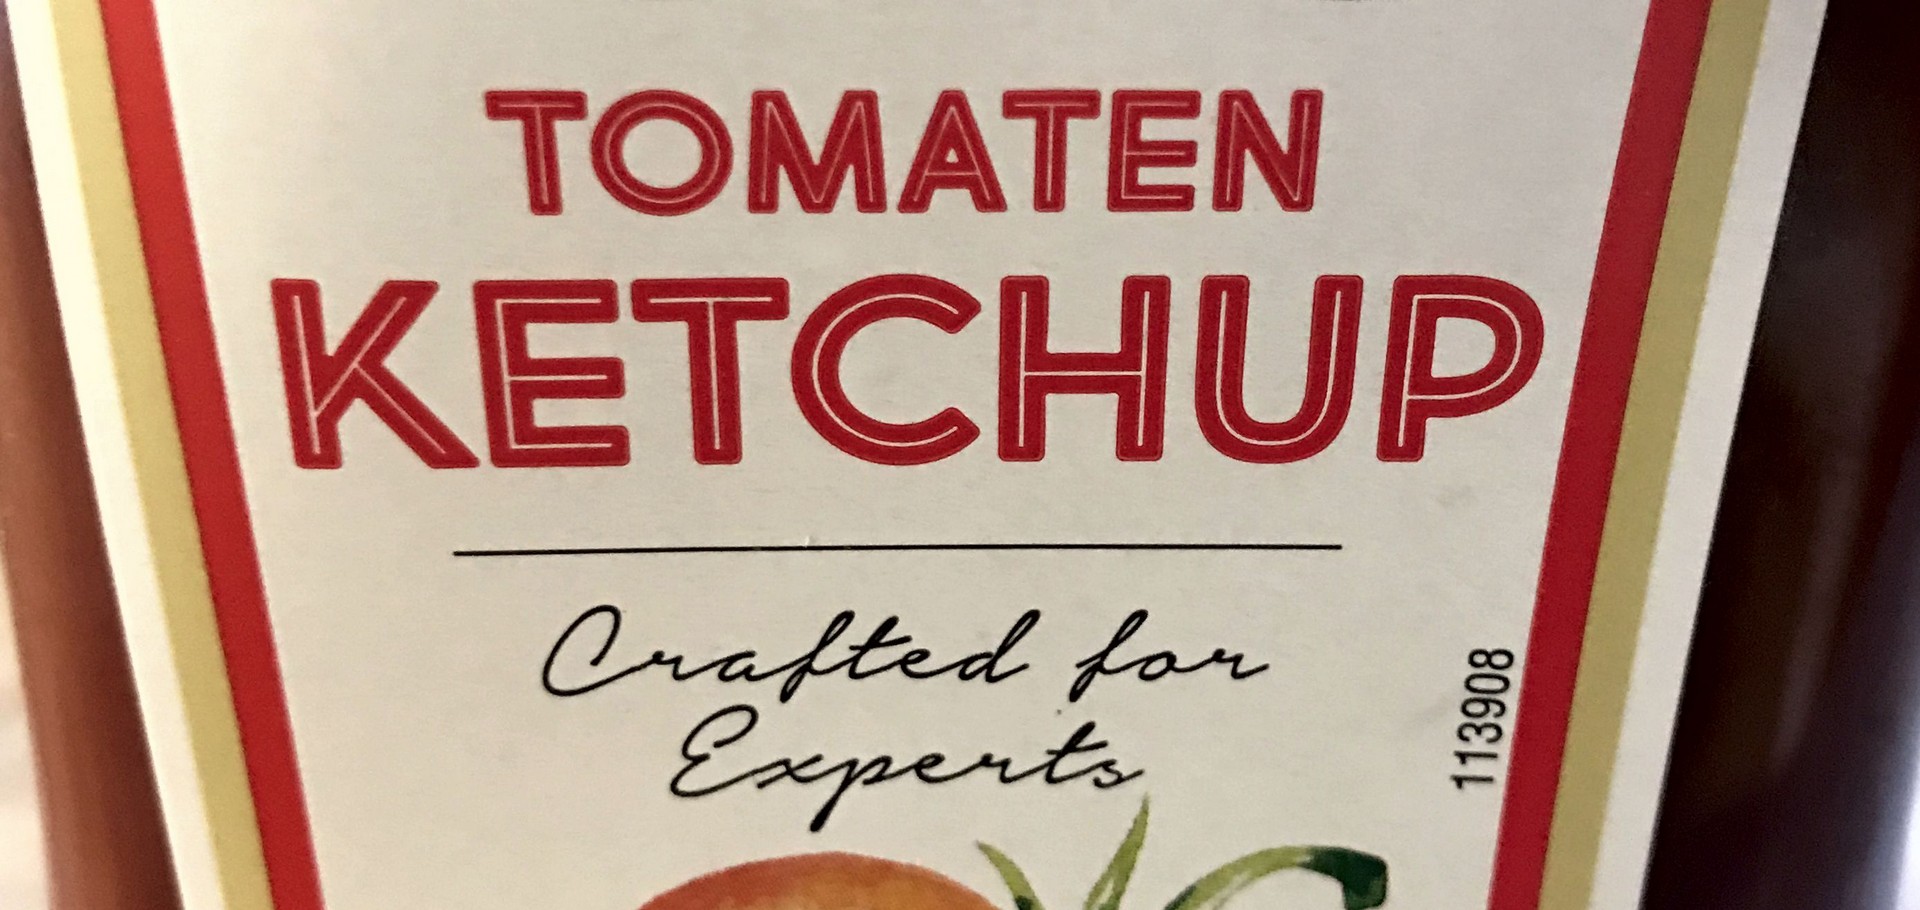 TOMATEN
KETCHUP
Crafted for
Experts
113908